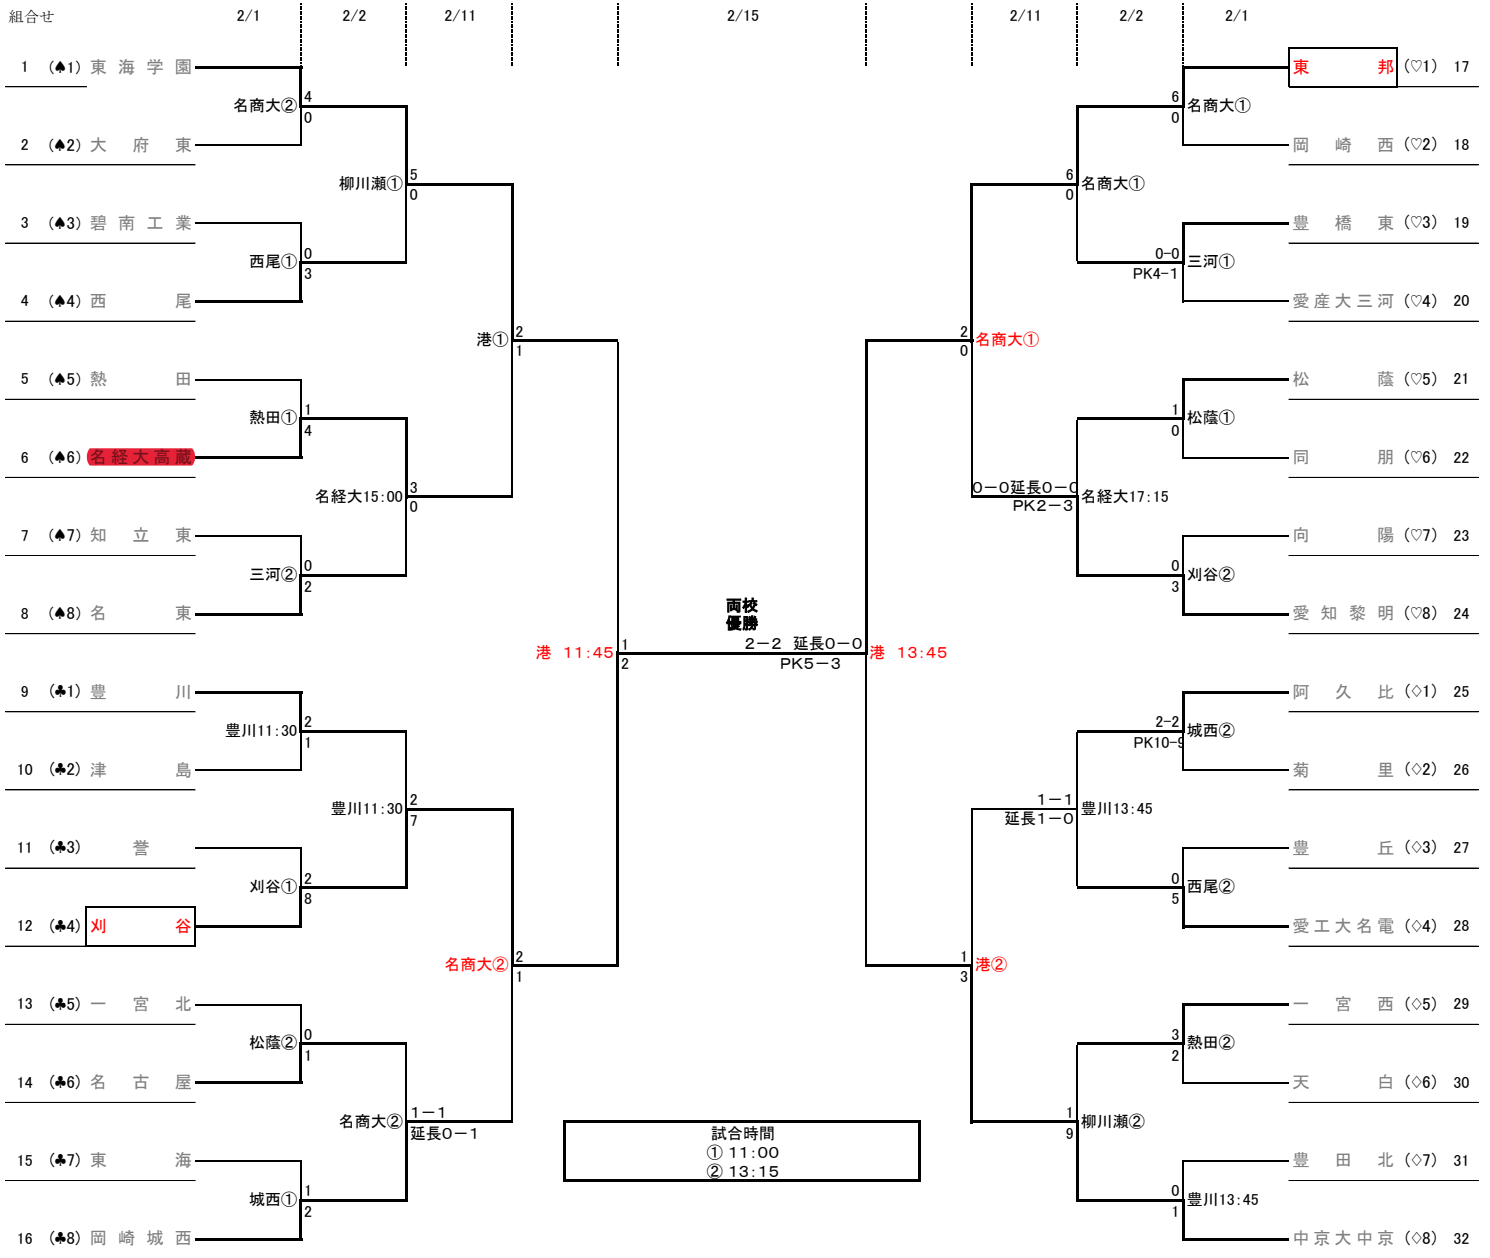 組合せ 2/1 2/2 2/11 2/15 2/11 2/2 2/1
1 (♠1) 東海学園
東邦 (♡1) 17
名商大② 4
0
6 名商大①
0
2 (♠2) 大府東
岡崎西 (♡2) 18
柳川瀬① 5
0
6 名商大①
0
3 (♠3) 碧南工業
豊橋東 (♡3) 19
西尾① 0
3
0-0 三河①
PK4-1
4 (♠4) 西尾
愛産大三河 (♡4) 20
港① 2
1
2 名商大①
0
5 (♠5) 熱田
松蔭 (♡5) 21
熱田① 1
4
1 松蔭①
0
6 (♠6) 名経大高蔵
同朋 (♡6) 22
名経大15:00 3
0
0−0延長0−0 名経大17:15
PK2−3
7 (♠7) 知立東
向陽 (♡7) 23
三河② 0
2
0 刈谷②
3
8 (♠8) 名東
愛知黎明 (♡8) 24
両校
優勝
港 11:45 1
2
2−2 延長0−0 港 13:45
PK5−3
9 (♣1) 豊川
阿久比 (♢1) 25
豊川11:30 2
1
2-2 城西②
PK10-9
10 (♣2) 津島
菊里 (♢2) 26
豊川11:30 2
7
1−1 豊川13:45
延長1−0
11 (♣3) 誉
豊丘 (♢3) 27
刈谷① 2
8
0 西尾②
5
12 (♣4) 刈谷
愛工大名電 (♢4) 28
名商大② 2
1
1 港②
3
13 (♣5) 一宮北
一宮西 (♢5) 29
松蔭② 0
1
3 熱田②
2
14 (♣6) 名古屋
天白 (♢6) 30
名商大② 1−1
延長0−1
1 柳川瀬②
9
試合時間
① 11:00
② 13:15
15 (♣7) 東海
豊田北 (♢7) 31
城西① 1
2
0 豊川13:45
1
16 (♣8) 岡崎城西
中京大中京 (♢8) 32